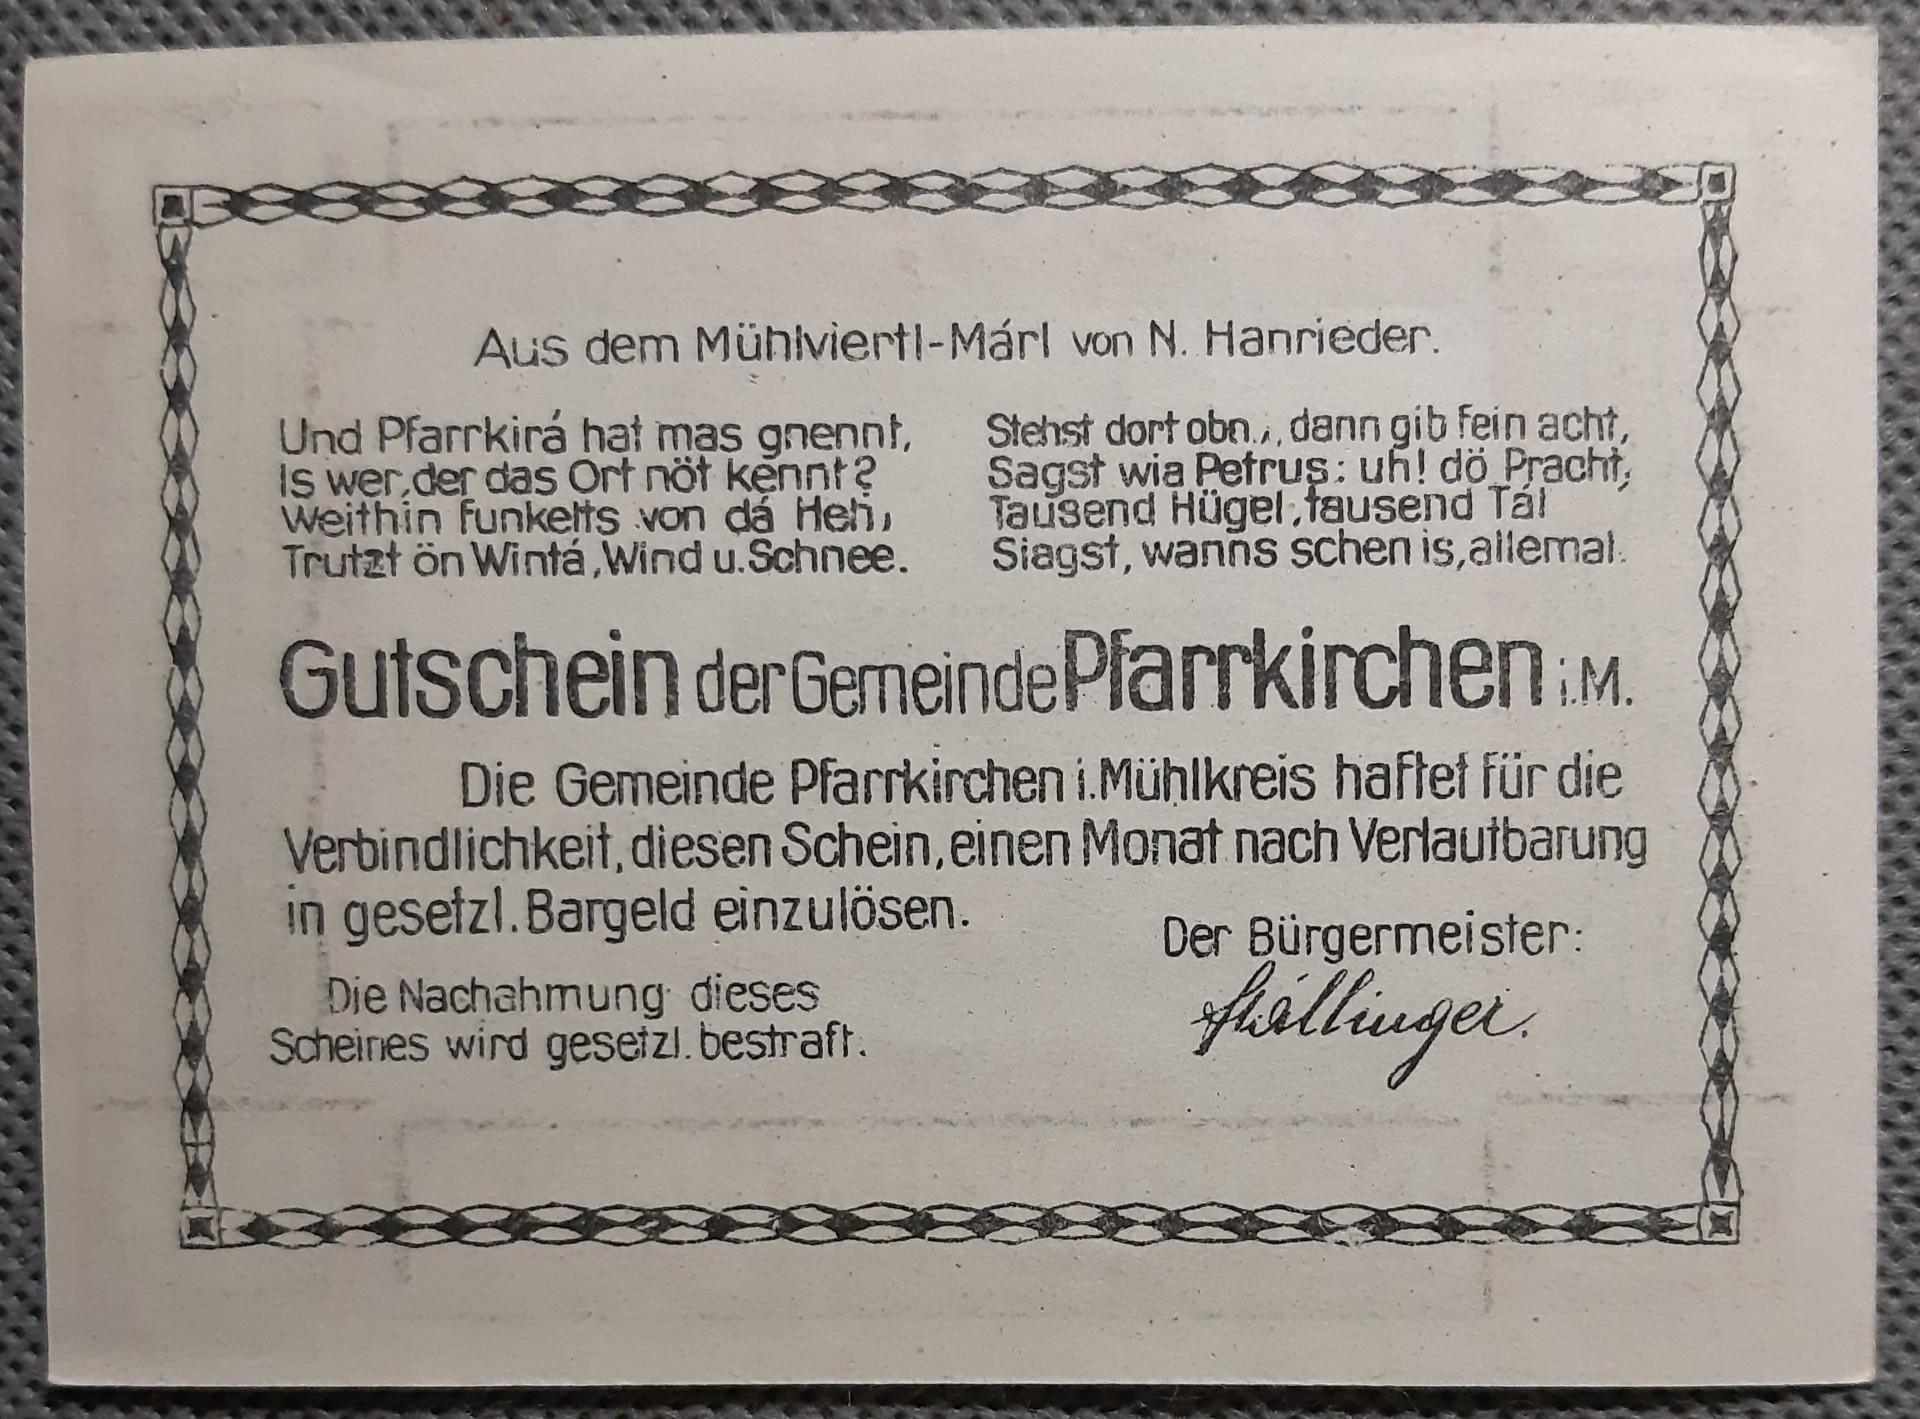 Aus dem Mühlviertl-Márl von N. Hanrieder.
Und Pfarrkirá hat mas gnennt,
Is wer, der das Ort nöt kennt?
Weithin funkelts von dá Heh,
Trutzt ön Wintá, Wind u. Schnee.
Stehst dort obn., dann gib fein acht,
Sagst wia Petrus: uh! dö Pracht,
Tausend Hügel, tausend Tál
Siagst, wanns schen is, allemal.
Gutschein der Gemeinde Pfarrkirchen i.M.
Die Gemeinde Pfarrkirchen i. Mühlkreis haftet für die
Verbindlichkeit, diesen Schein, einen Monat nach Verlautbarung
in gesetzl. Bargeld einzulösen.
Der Bürgermeister:
Die Nachahmung dieses
Scheines wird gesetzl. bestraft.